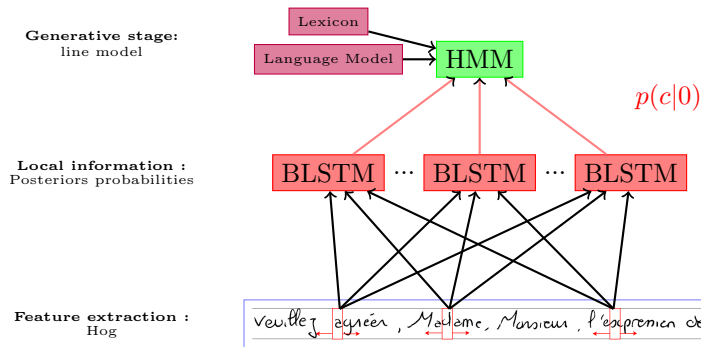 Lexicon
Generative stage:
line model
Language Model
HMM
p(c|0)
Local information :
Posteriors probabilities
BLSTM ... BLSTM ... BLSTM
Feature extraction :
Hog
veuillez agréer, Madame, Monsieur, l'expression de